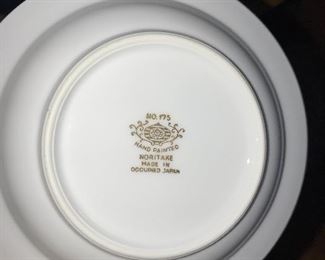 NO. 175
HAND PAINTED
NORITAKE
MADE IN
OCCUPIED JAPAN